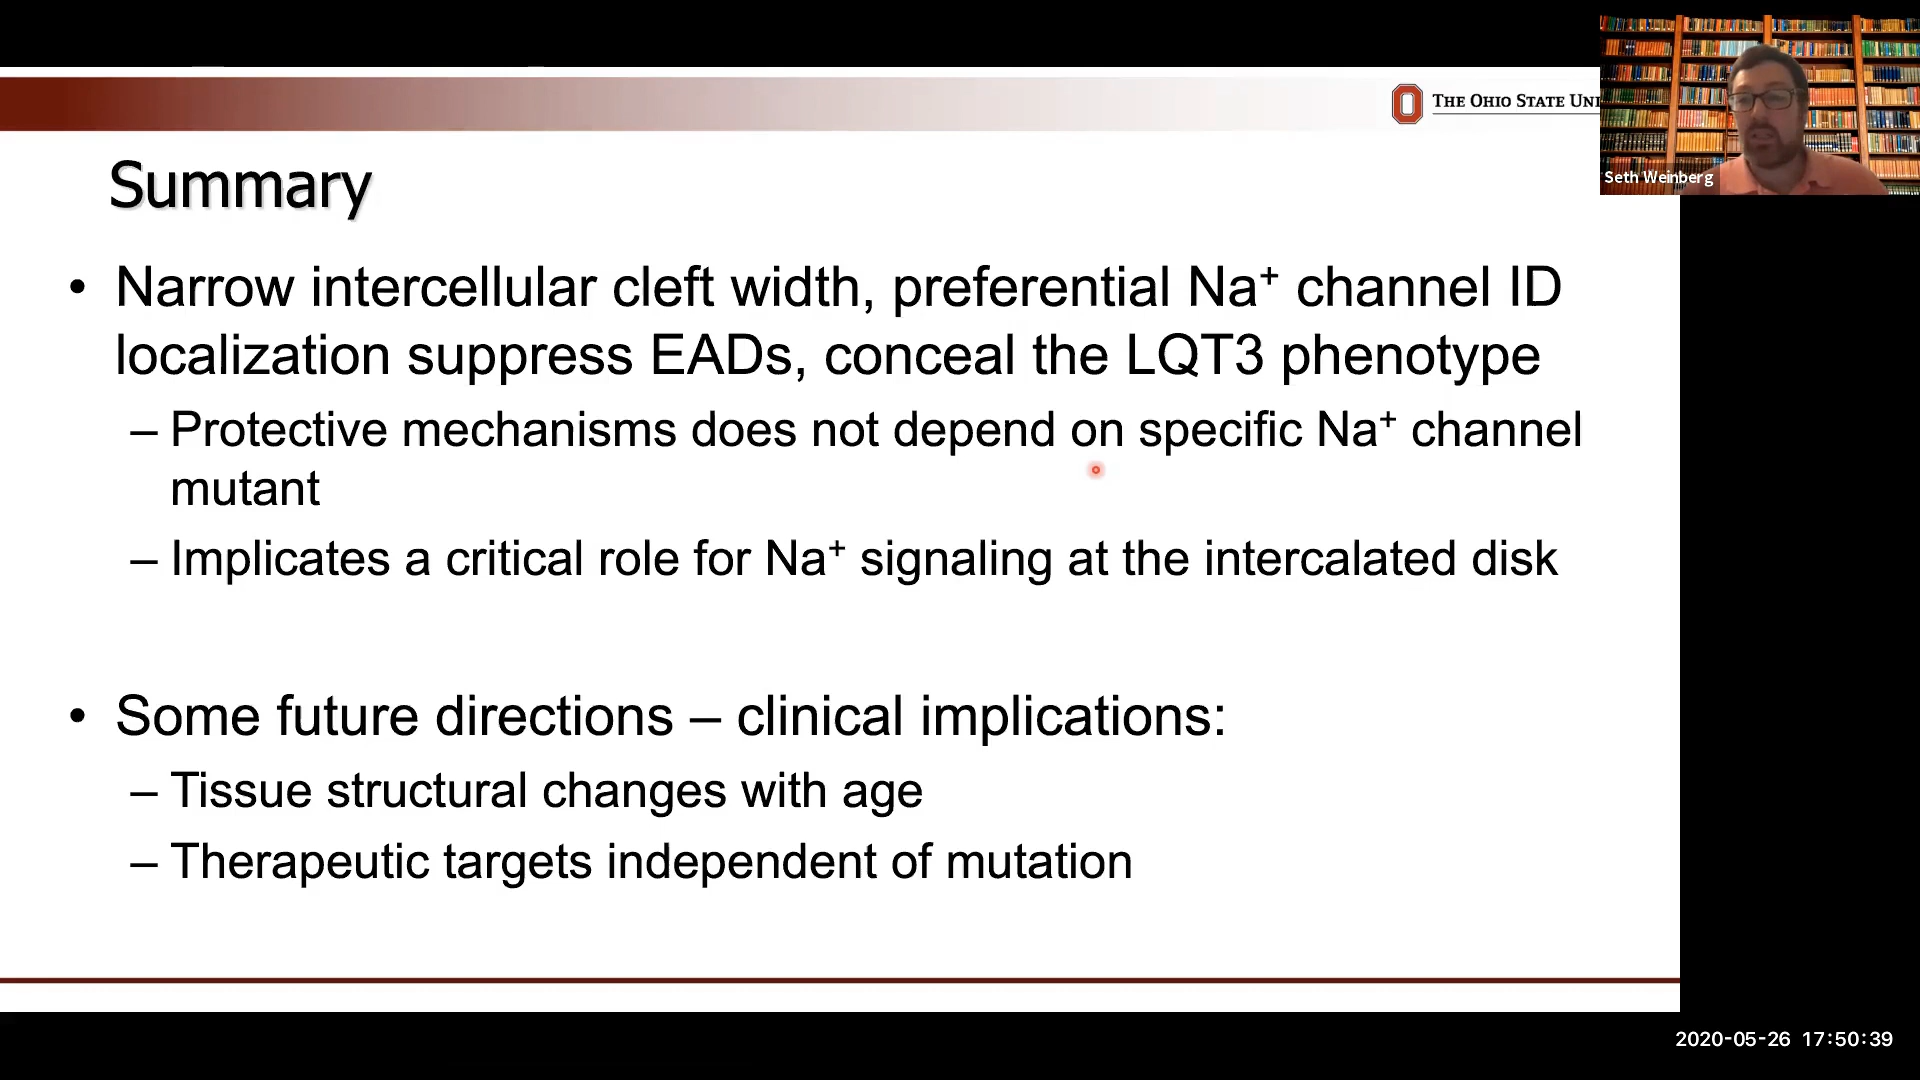 THE OHIO STATE UNI
Seth Weinberg
Summary
• Narrow intercellular cleft width, preferential Na⁺ channel ID
localization suppress EADs, conceal the LQT3 phenotype
– Protective mechanisms does not depend on specific Na⁺ channel
mutant
– Implicates a critical role for Na⁺ signaling at the intercalated disk
• Some future directions – clinical implications:
– Tissue structural changes with age
– Therapeutic targets independent of mutation
2020-05-26 17:50:39